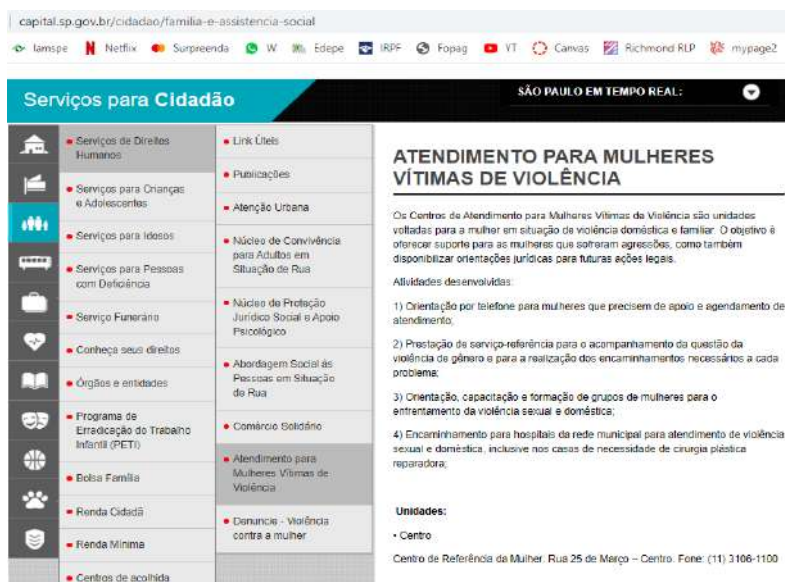 capital.sp.gov.br/cidadao/familia-e-assistencia-social
Iamspe Netflix Surpreenda W Edepe IRPF Fopag YT Canvas Richmond RLP mypage2
Serviços para Cidadão
SÃO PAULO EM TEMPO REAL:
Serviços de Direitos
Humanos
Serviços para Crianças
e Adolescentes
Serviços para Idosos
Serviços para Pessoas
com Deficiência
Serviço Funerário
Conheça seus direitos
Órgãos e entidades
Programa de
Erradicação do Trabalho
Infantil (PETI)
Bolsa Família
Renda Cidadã
Renda Mínima
Centros de acolhida
Link Úteis
Publicações
Atenção Urbana
Núcleo de Convivência
para Adultos em
Situação de Rua
Núcleo de Proteção
Jurídico Social e Apoio
Psicológico
Abordagem Social às
Pessoas em Situação
de Rua
Comércio Solidário
Atendimento para
Mulheres Vítimas de
Violência
Denuncie - Violência
contra a mulher
ATENDIMENTO PARA MULHERES
VÍTIMAS DE VIOLÊNCIA
Os Centros de Atendimento para Mulheres Vítimas de Violência são unidades
voltadas para a mulher em situação de violência doméstica e familiar. O objetivo é
oferecer suporte para as mulheres que sofreram agressões, como também
disponibilizar orientações jurídicas para futuras ações legais.
Atividades desenvolvidas:
1) Orientação por telefone para mulheres que precisem de apoio e agendamento de
atendimento;
2) Prestação de serviço-referência para o acompanhamento da questão da
violência de gênero e para a realização dos encaminhamentos necessários a cada
problema;
3) Orientação, capacitação e formação de grupos de mulheres para o
enfrentamento da violência sexual e doméstica;
4) Encaminhamento para hospitais da rede municipal para atendimento de violência
sexual e doméstica, inclusive nos casos de necessidade de cirurgia plástica
reparadora;
Unidades:
• Centro
Centro de Referência da Mulher. Rua 25 de Março – Centro. Fone: (11) 3106-1100